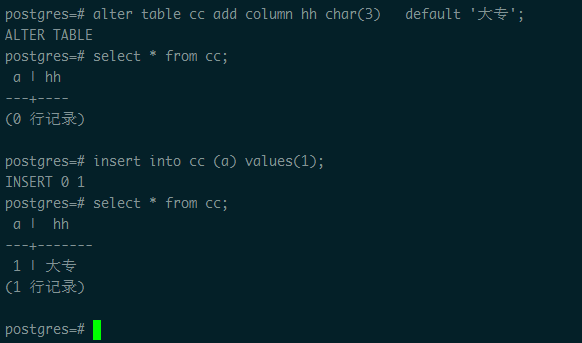 postgres=# alter table cc add column hh char(3)   default '大专';
ALTER TABLE
postgres=# select * from cc;
 a | hh
---+----
(0 行记录)

postgres=# insert into cc (a) values(1);
INSERT 0 1
postgres=# select * from cc;
 a |  hh
---+-------
 1 | 大专
(1 行记录)

postgres=#